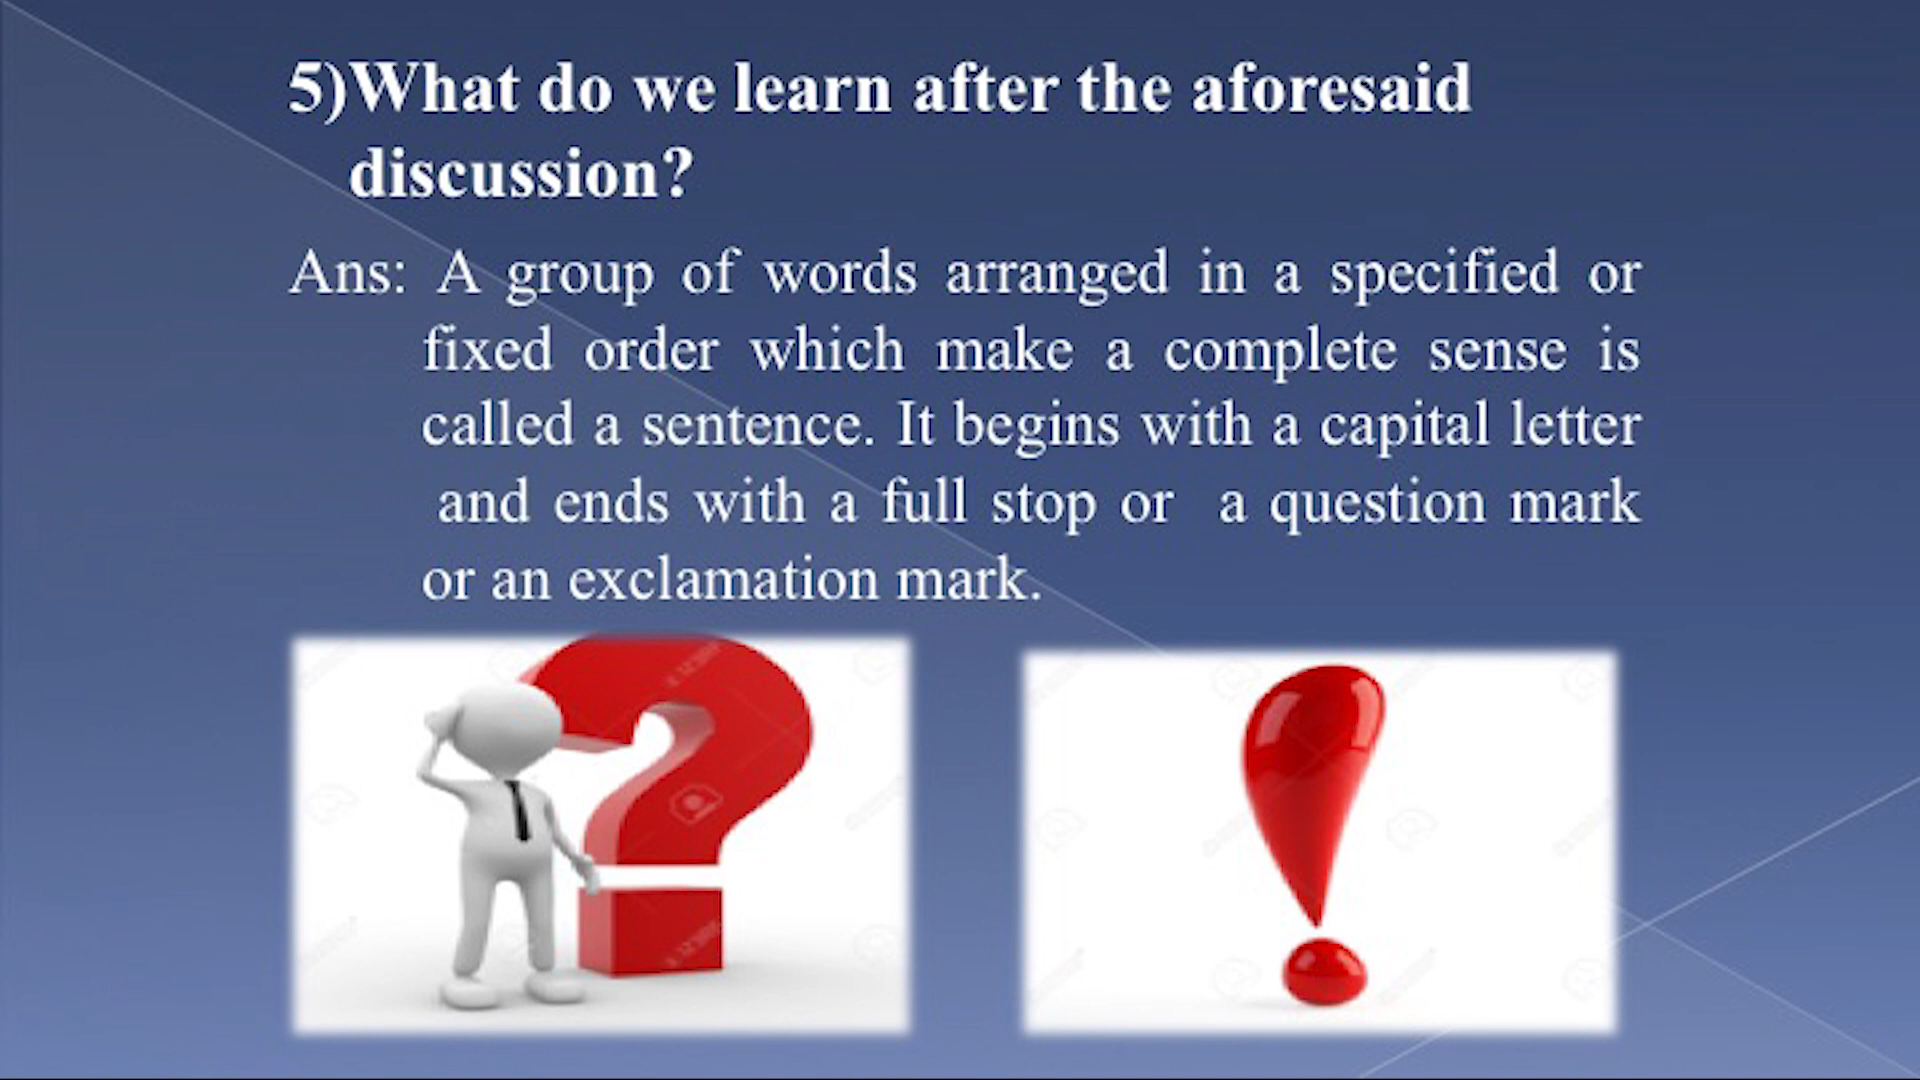 5)What do we learn after the aforesaid
discussion?
Ans: A group of words arranged in a specified or
fixed order which make a complete sense is
called a sentence. It begins with a capital letter
and ends with a full stop or a question mark
or an exclamation mark.